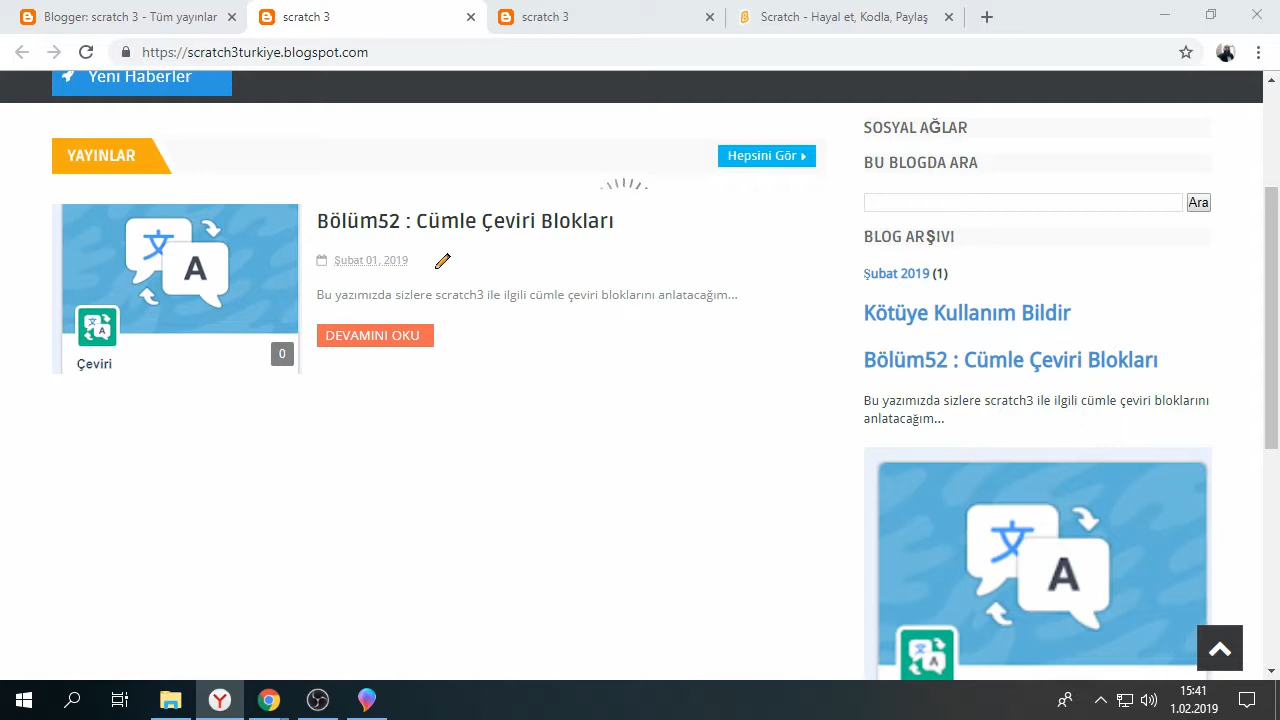 Blogger: scratch 3 - Tüm yayınlar
scratch 3
scratch 3
Scratch - Hayal et, Kodla, Paylaş
https://scratch3turkiye.blogspot.com
Yeni Haberler
YAYINLAR
Hepsini Gör
Bölüm52 : Cümle Çeviri Blokları
Şubat 01, 2019
Bu yazımızda sizlere scratch3 ile ilgili cümle çeviri bloklarını anlatacağım...
DEVAMINI OKU
文 A
Çeviri
0
SOSYAL AĞLAR
BU BLOGDA ARA
Ara
BLOG ARŞIVI
Şubat 2019 (1)
Kötüye Kullanım Bildir
Bölüm52 : Cümle Çeviri Blokları
Bu yazımızda sizlere scratch3 ile ilgili cümle çeviri bloklarını
anlatacağım...
文 A
15:41
1.02.2019